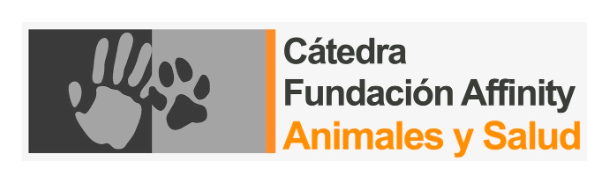 Cátedra
Fundación Affinity
Animales y Salud